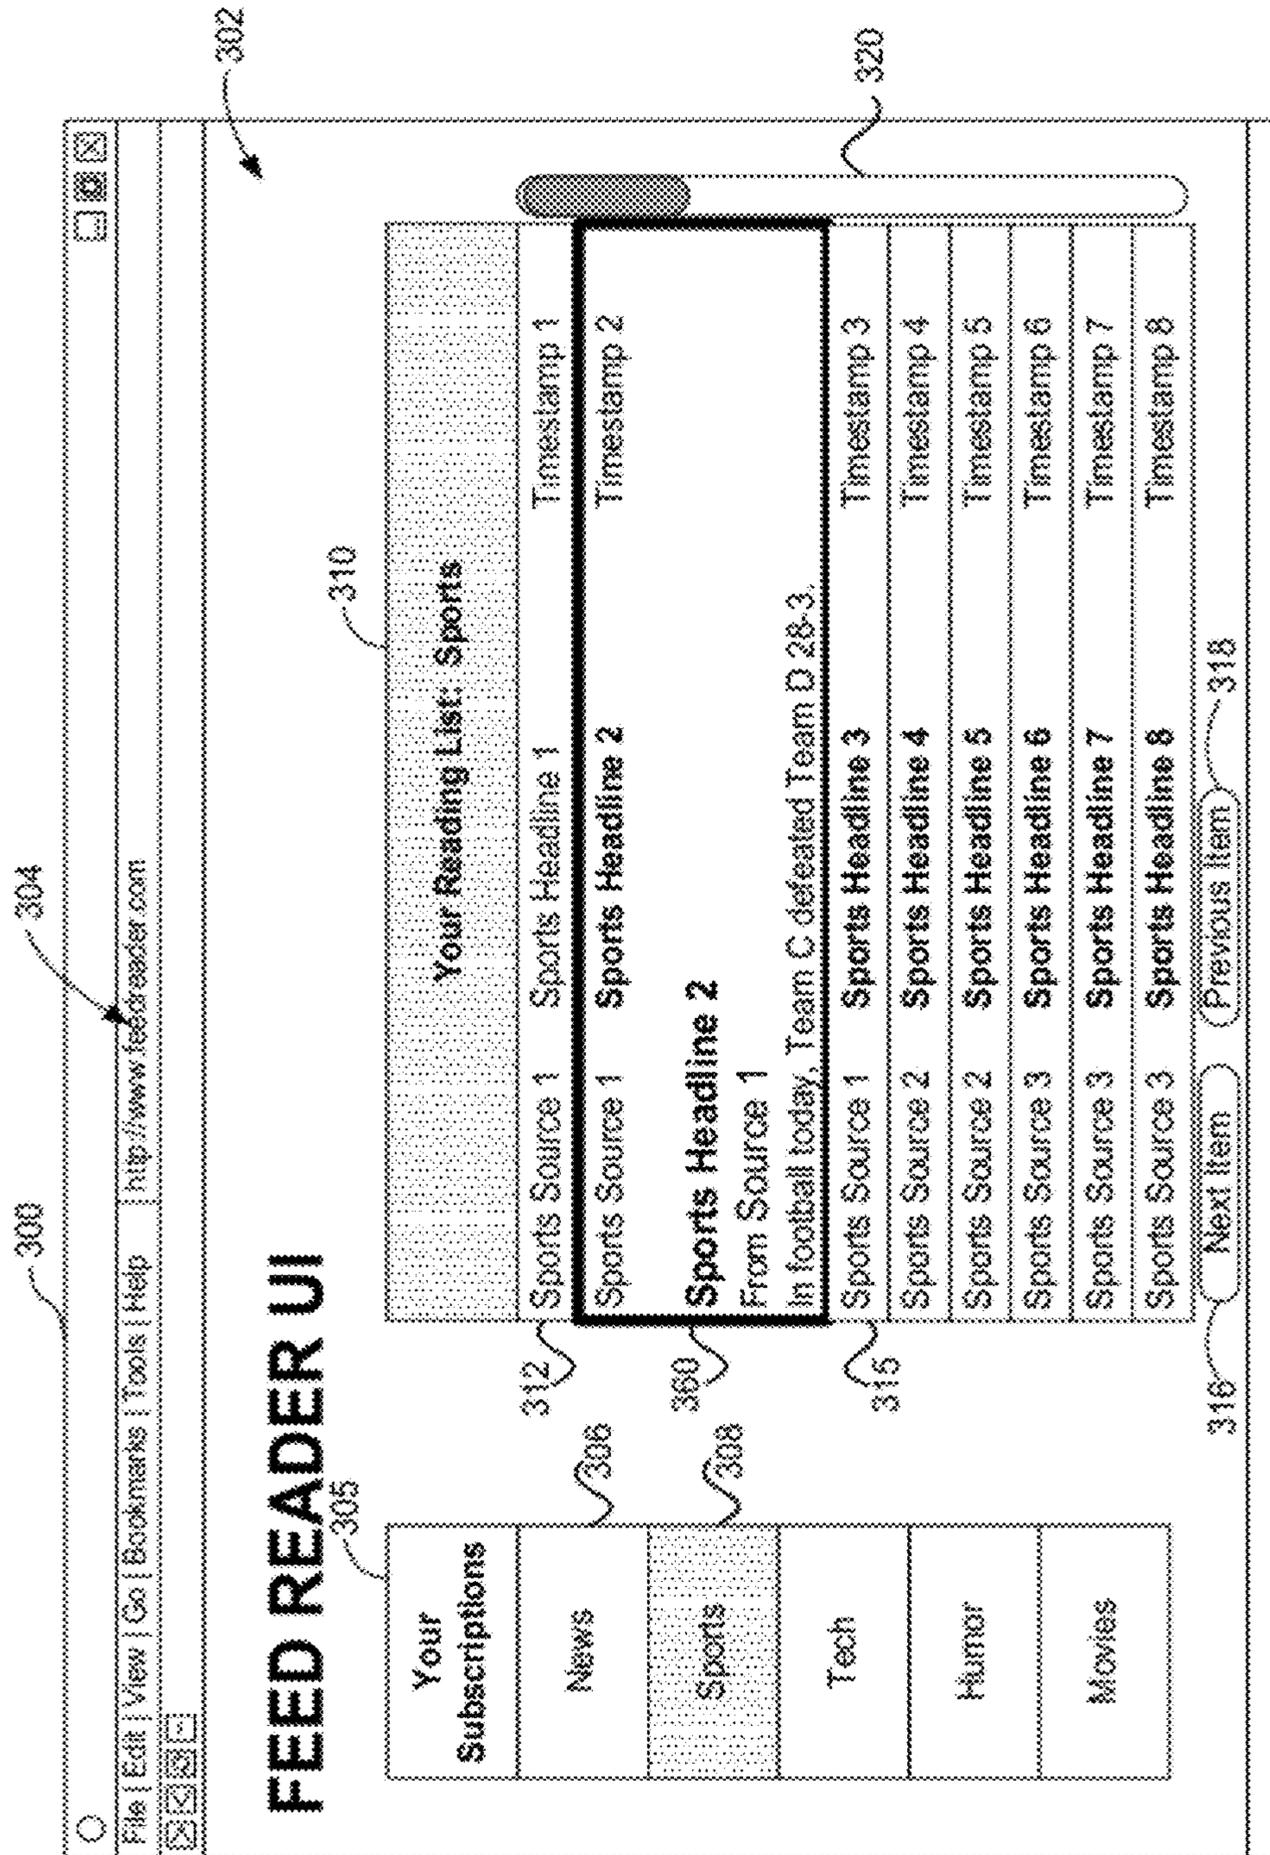 300
304
302
File | Edit | View | Go | Bookmarks | Tools | Help | http://www.feedreader.com
FEED READER UI
305
310
Your
Subscriptions
News
306
Sports
308
Tech
Humor
Movies
Your Reading List: Sports
312
Sports Source 1 Sports Headline 1 Timestamp 1
320
Sports Source 1 Sports Headline 2 Timestamp 2
360
Sports Headline 2
From Source 1
In football today, Team C defeated Team D 28-3.
315
Sports Source 1 Sports Headline 3 Timestamp 3
Sports Source 2 Sports Headline 4 Timestamp 4
Sports Source 2 Sports Headline 5 Timestamp 5
Sports Source 3 Sports Headline 6 Timestamp 6
Sports Source 3 Sports Headline 7 Timestamp 7
Sports Source 3 Sports Headline 8 Timestamp 8
316
Next Item
Previous Item
318